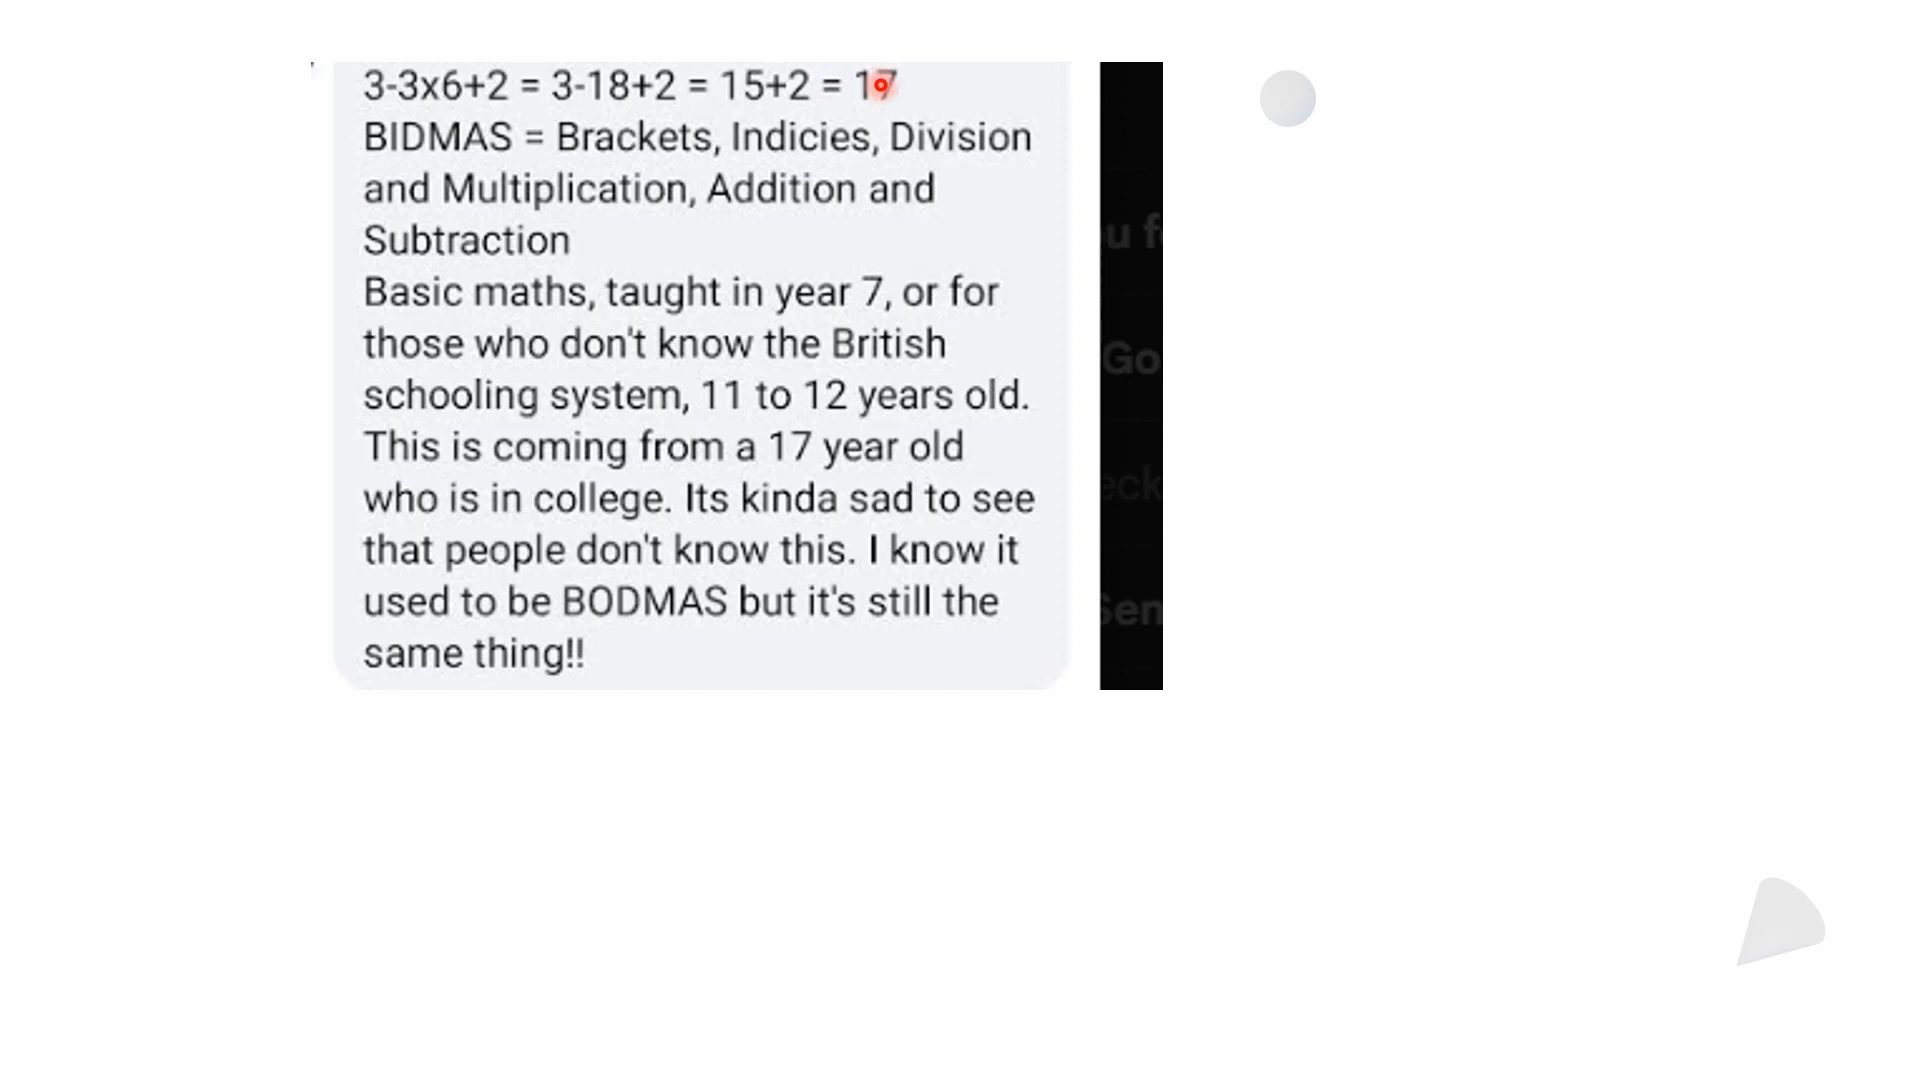 3-3x6+2 = 3-18+2 = 15+2 = 17
BIDMAS = Brackets, Indicies, Division
and Multiplication, Addition and
Subtraction
Basic maths, taught in year 7, or for
those who don't know the British
schooling system, 11 to 12 years old.
This is coming from a 17 year old
who is in college. Its kinda sad to see
that people don't know this. I know it
used to be BODMAS but it's still the
same thing!!
u f
Go
eck
Sen